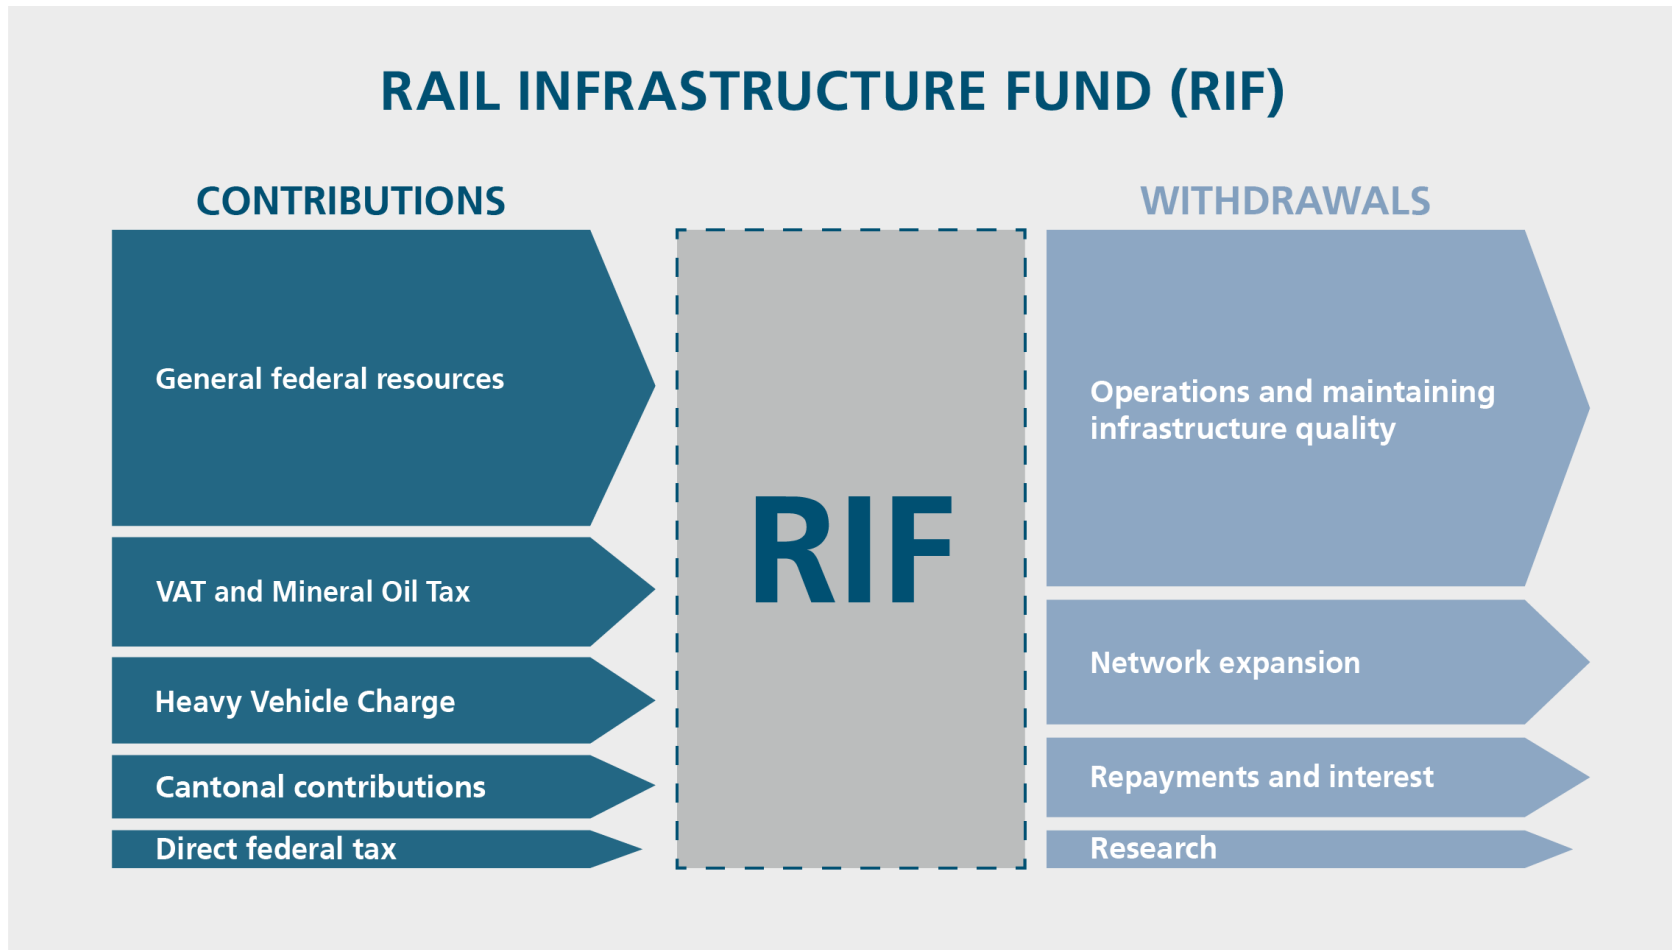 RAIL INFRASTRUCTURE FUND (RIF)
CONTRIBUTIONS
General federal resources
VAT and Mineral Oil Tax
Heavy Vehicle Charge
Cantonal contributions
Direct federal tax
RIF
WITHDRAWALS
Operations and maintaining
infrastructure quality
Network expansion
Repayments and interest
Research